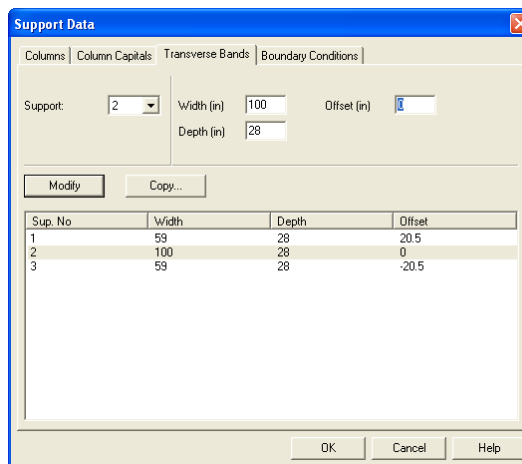 Support Data
Columns Column Capitals Transverse Bands Boundary Conditions
Support: 2 Width (in) 100 Offset (in) 0
Depth (in) 28
Modify Copy...
Sup. No Width Depth Offset
1 59 28 20.5
2 100 28 0
3 59 28 -20.5
OK Cancel Help